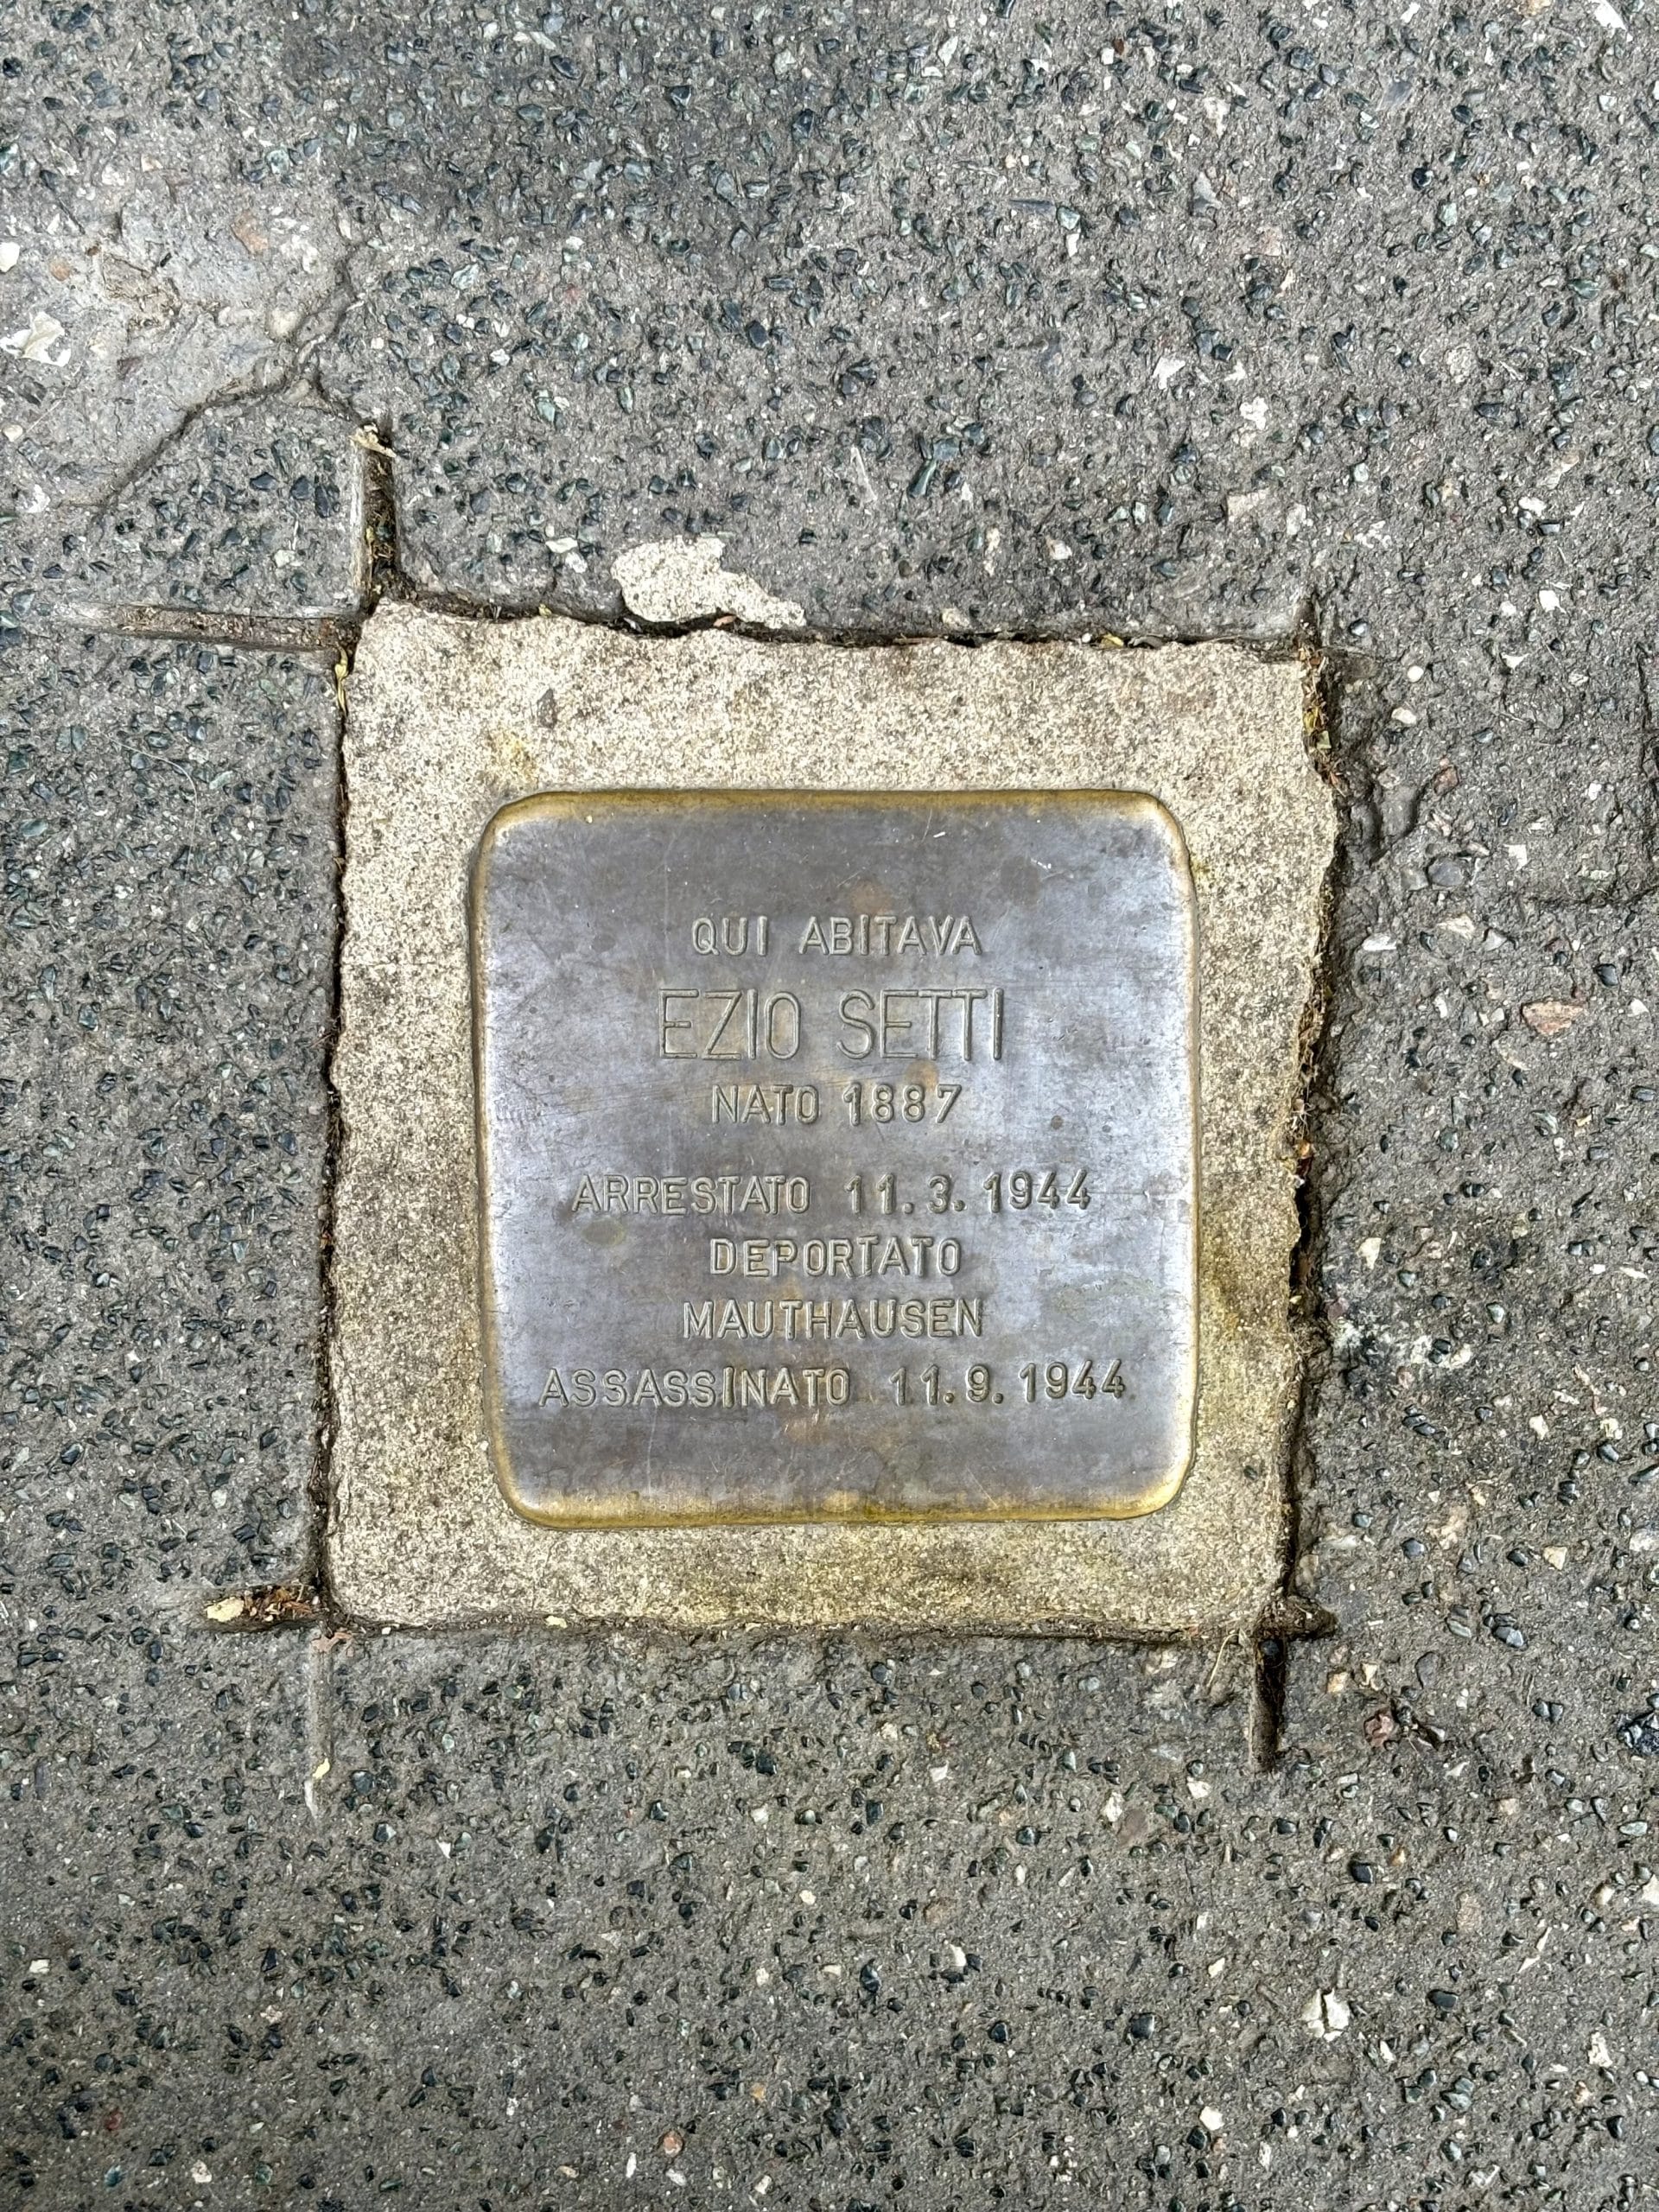 QUI ABITAVA
EZIO SETTI
NATO 1887
ARRESTATO 11.3.1944
DEPORTATO
MAUTHAUSEN
ASSASSINATO 11.9.1944